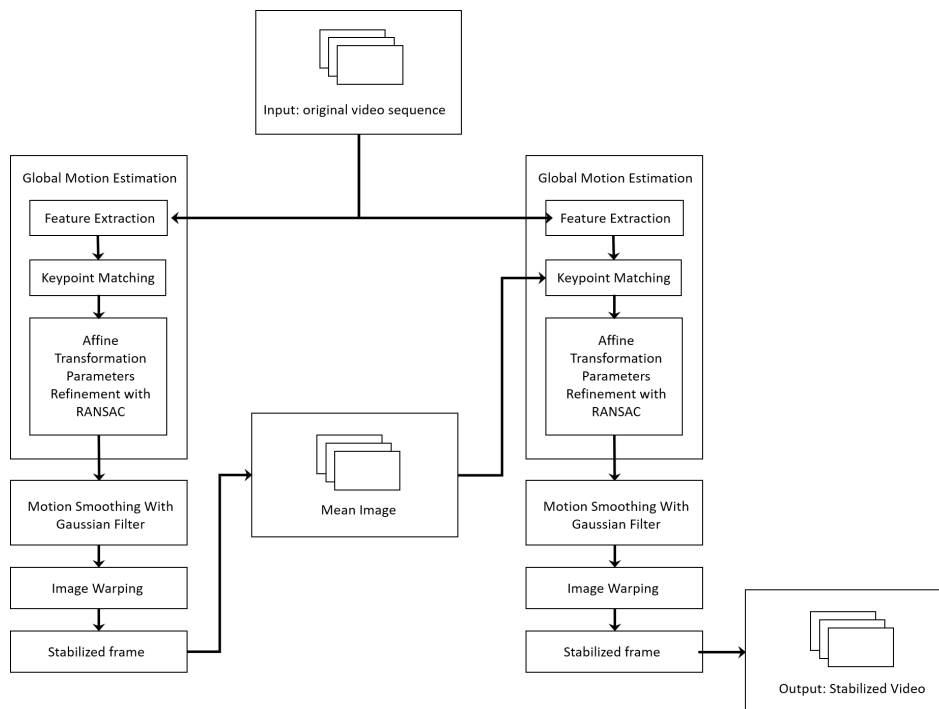 Input: original video sequence
Global Motion Estimation
Feature Extraction
Keypoint Matching
Affine
Transformation
Parameters
Refinement with
RANSAC
Motion Smoothing With
Gaussian Filter
Image Warping
Stabilized frame
Mean Image
Global Motion Estimation
Feature Extraction
Keypoint Matching
Affine
Transformation
Parameters
Refinement with
RANSAC
Motion Smoothing With
Gaussian Filter
Image Warping
Stabilized frame
Output: Stabilized Video